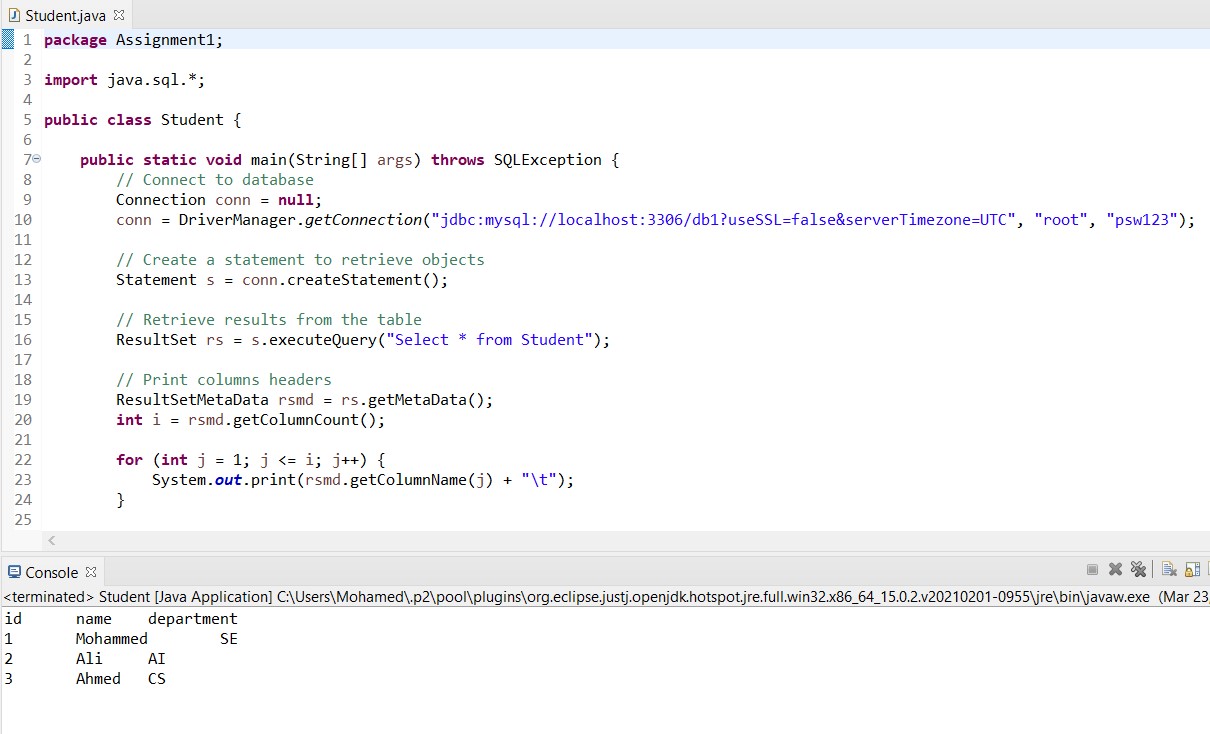 Student.java
1 package Assignment1;
2
3 import java.sql.*;
4
5 public class Student {
6
7 public static void main(String[] args) throws SQLException {
8 // Connect to database
9 Connection conn = null;
10 conn = DriverManager.getConnection("jdbc:mysql://localhost:3306/db1?useSSL=false&serverTimezone=UTC", "root", "psw123");
11
12 // Create a statement to retrieve objects
13 Statement s = conn.createStatement();
14
15 // Retrieve results from the table
16 ResultSet rs = s.executeQuery("Select * from Student");
17
18 // Print columns headers
19 ResultSetMetaData rsmd = rs.getMetaData();
20 int i = rsmd.getColumnCount();
21
22 for (int j = 1; j <= i; j++) {
23 System.out.print(rsmd.getColumnName(j) + "\t");
24 }
25
Console
<terminated> Student [Java Application] C:\Users\Mohamed\.p2\pool\plugins\org.eclipse.justj.openjdk.hotspot.jre.full.win32.x86_64_15.0.2.v20210201-0955\jre\bin\javaw.exe (Mar 23,
id name department
1 Mohammed SE
2 Ali AI
3 Ahmed CS